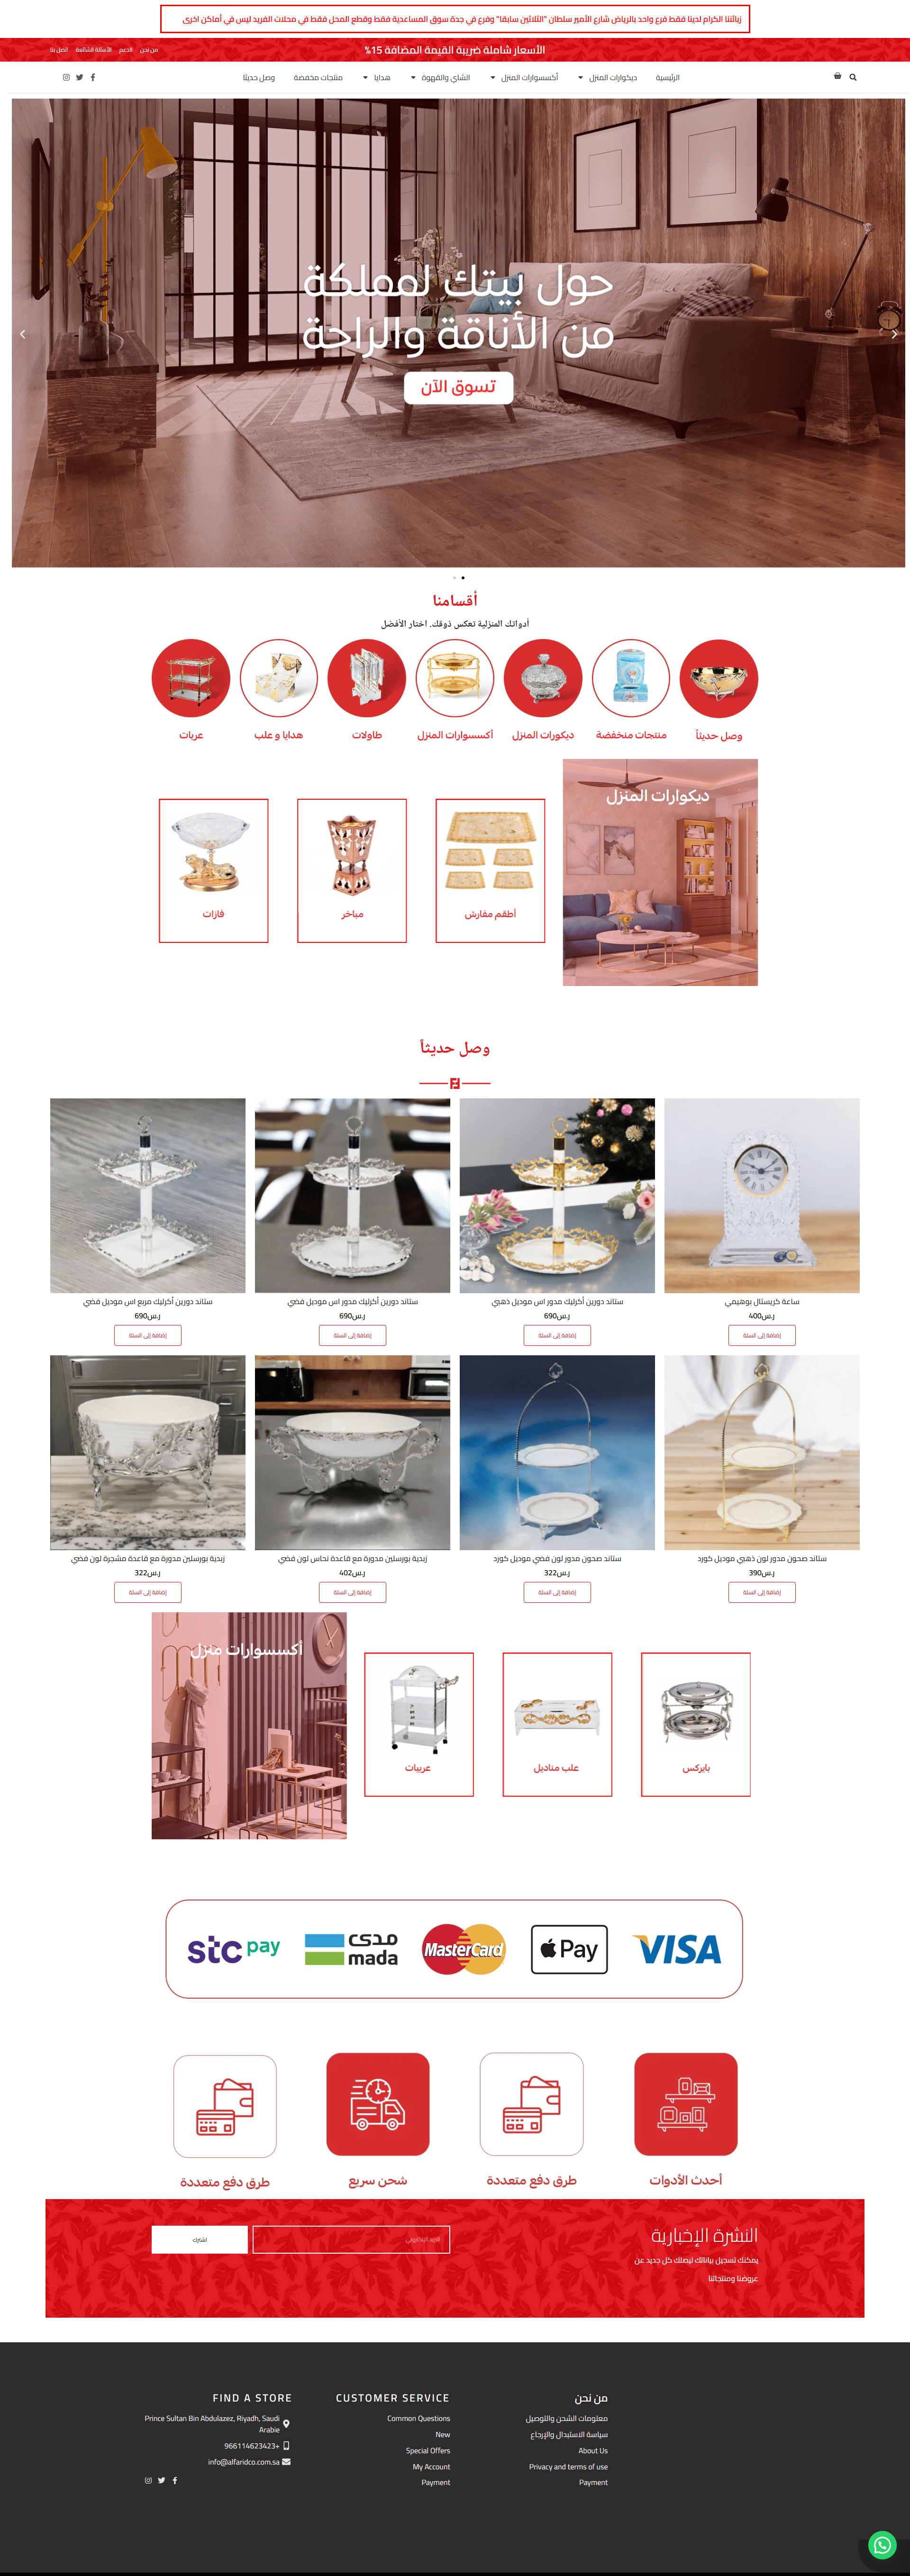 زبائننا الكرام لدينا فقط فرع واحد بالرياض شارع الأمير سلطان "الثلاثين سابقا" وفرع في جدة سوق المساعدية فقط وقطع المحل فقط في محلات الفريد ليس في أماكن اخرى
الأسعار شاملة ضريبة القيمة المضافة 15%
من نحن
الدعم
الأسئلة الشائعة
اتصل بنا
الرئيسية
ديكوارات المنزل
أكسسوارات المنزل
الشاي والقهوة
هدايا
منتجات مخفضة
وصل حديثا
حول بيتك لمملكة
من الأناقة والراحة
تسوق الآن
أقسامنا
أدواتك المنزلية تعكس ذوقك. اختار الأفضل
وصل حديثاً
منتجات منخفضة
ديكورات المنزل
أكسسوارات المنزل
طاولات
هدايا و علب
عربات
ديكوارات المنزل
أطقم مفارش
مباخر
فازات
وصل حديثاً
ساعة كريستال بوهيمي
ر.س400
إضافة إلى السلة
ستاند دورين أكرليك مدور اس موديل ذهبي
ر.س690
إضافة إلى السلة
ستاند دورين أكرليك مدور اس موديل فضي
ر.س690
إضافة إلى السلة
ستاند دورين أكرليك مربع اس موديل فضي
ر.س690
إضافة إلى السلة
ستاند صحون مدور لون ذهبي موديل كورد
ر.س390
إضافة إلى السلة
ستاند صحون مدور لون فضي موديل كورد
ر.س322
إضافة إلى السلة
زبدية بورسلين مدورة مع قاعدة نحاس لون فضي
ر.س402
إضافة إلى السلة
زبدية بورسلين مدورة مع قاعدة مشجرة لون فضي
ر.س322
إضافة إلى السلة
أكسسوارات منزل
بايركس
علب مناديل
عربيات
VISA
Pay
MasterCard
مدى
mada
stc pay
أحدث الأدوات
طرق دفع متعددة
شحن سريع
طرق دفع متعددة
النشرة الإخبارية
يمكنك تسجيل بياناتك ليصلك كل جديد عن
عروضنا ومنتجاتنا
البريد الإلكتروني
اشترك
من نحن
معلومات الشحن والتوصيل
سياسة الاستبدال والإرجاع
About Us
Privacy and terms of use
Payment
CUSTOMER SERVICE
Common Questions
New
Special Offers
My Account
Payment
FIND A STORE
Prince Sultan Bin Abdulazez, Riyadh, Saudi
Arabie
966114623423+
info@alfaridco.com.sa